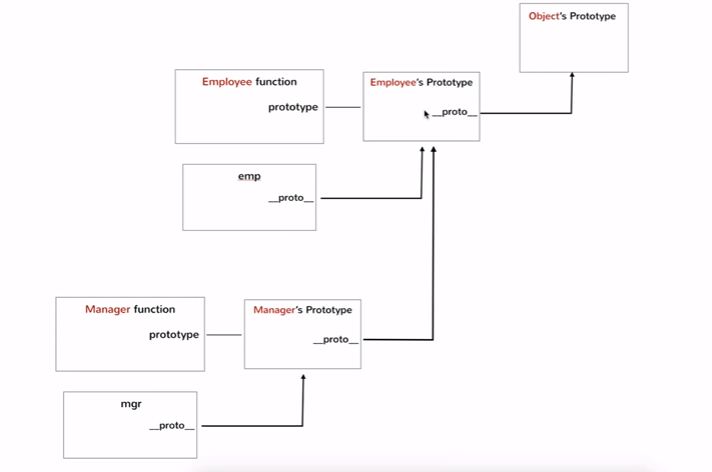 Object's Prototype
Employee function
prototype
Employee's Prototype
__proto__
emp
__proto__
Manager function
prototype
Manager's Prototype
__proto__
mgr
__proto__